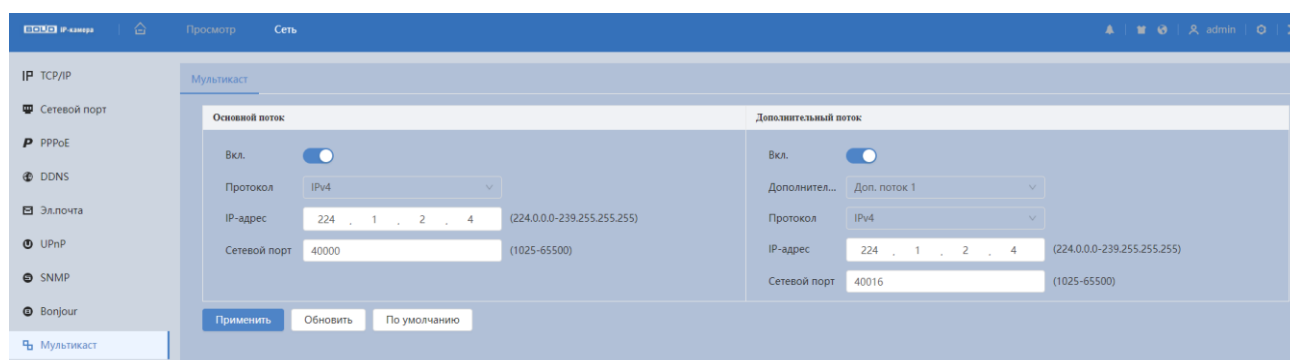 BOLID IP-камера Просмотр Сеть admin
IP TCP/IP
Сетевой порт
PPPoE
DDNS
Эл.почта
UPnP
SNMP
Bonjour
Мультикаст
Мультикаст
Основной поток
Вкл.
Протокол IPv4
IP-адрес 224 . 1 . 2 . 4 (224.0.0.0-239.255.255.255)
Сетевой порт 40000 (1025-65500)
Дополнительный поток
Вкл.
Дополнител... Доп. поток 1
Протокол IPv4
IP-адрес 224 . 1 . 2 . 4 (224.0.0.0-239.255.255.255)
Сетевой порт 40016 (1025-65500)
Применить Обновить По умолчанию